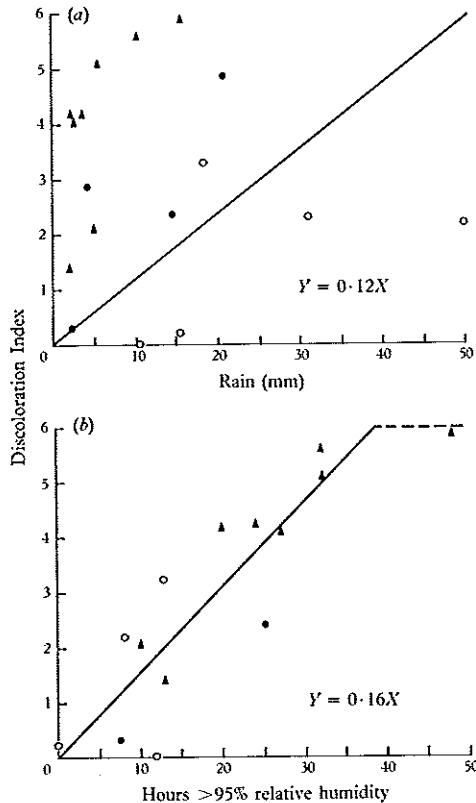 (a)
6
5
4
3
2
1
0
Y = 0·12X
0 10 20 30 40 50
Rain (mm)
Discoloration Index
(b)
6
5
4
3
2
1
0
Y = 0·16X
0 10 20 30 40 50
Hours >95% relative humidity